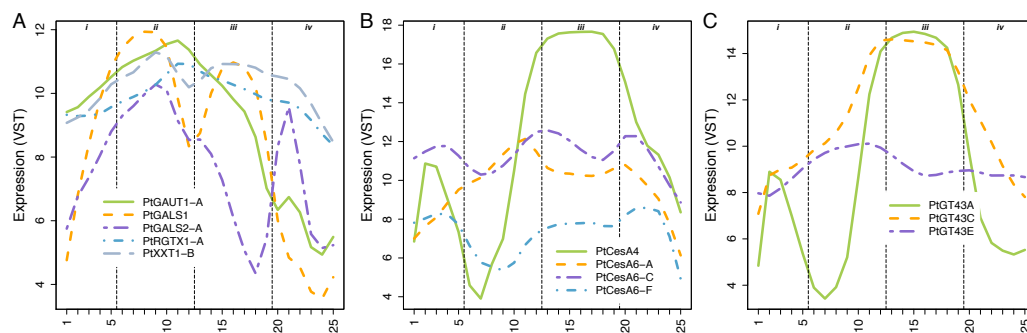 A
i ii iii iv
Expression (VST)
12
10
8
6
4
PtGAUT1−A
PtGALS1
PtGALS2−A
PtRGTX1−A
PtXXT1−B
1 5 10 15 20 25
B
i ii iii iv
Expression (VST)
18
16
14
12
10
8
6
4
PtCesA4
PtCesA6−A
PtCesA6−C
PtCesA6−F
1 5 10 15 20 25
C
i ii iii iv
Expression (VST)
14
12
10
8
6
4
PtGT43A
PtGT43C
PtGT43E
1 5 10 15 20 25